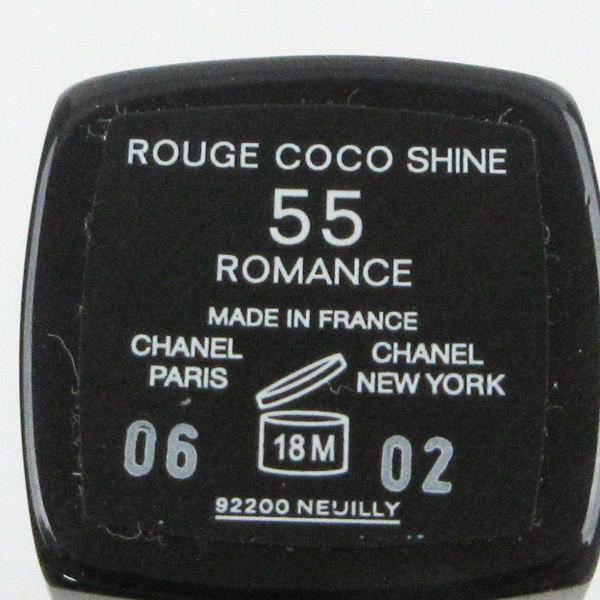 ROUGE COCO SHINE
55
ROMANCE
MADE IN FRANCE
CHANEL
PARIS
CHANEL
NEW YORK
06
18M
02
92200 NEUILLY